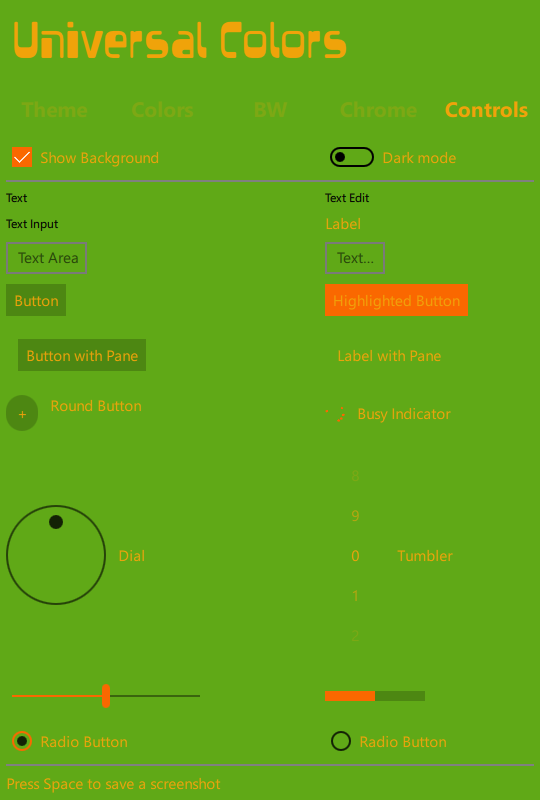 Universal Colors
Theme Colors BW Chrome Controls
Show Background Dark mode
Text Text Edit
Text Input Label
Text Area Text...
Button Highlighted Button
Button with Pane Label with Pane
+ Round Button Busy Indicator
8
9
Dial 0 Tumbler
1
2
Radio Button Radio Button
Press Space to save a screenshot